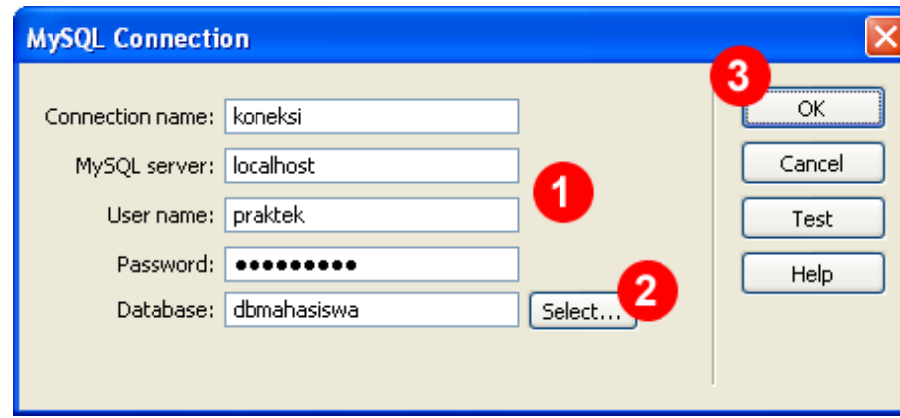 MySQL Connection
3
Connection name: koneksi
OK
MySQL server: localhost
Cancel
1
User name: praktek
Test
Password: ●●●●●●●●●
Help
2
Database: dbmahasiswa Select...